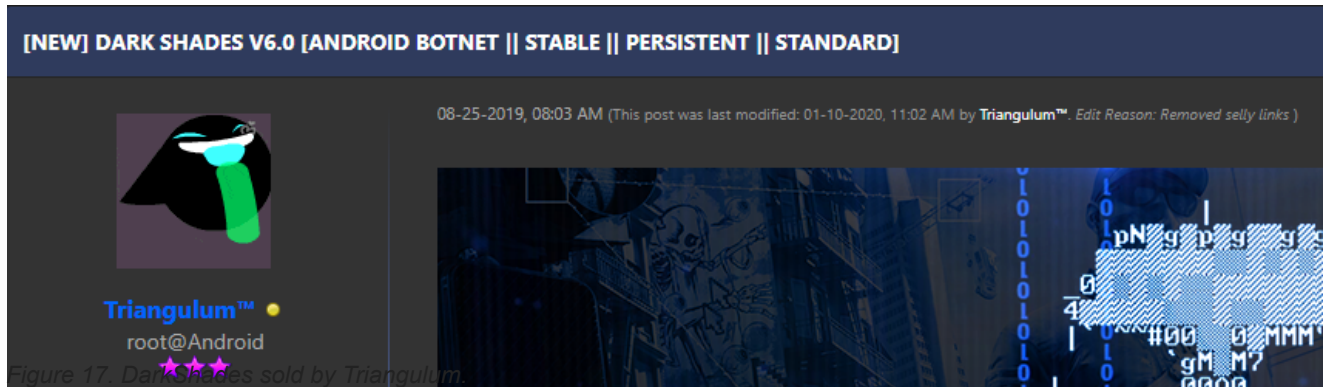 [NEW] DARK SHADES V6.0 [ANDROID BOTNET || STABLE || PERSISTENT || STANDARD]
08-25-2019, 08:03 AM (This post was last modified: 01-10-2020, 11:02 AM by Triangulum™. Edit Reason: Removed selly links )
Triangulum™
root@Android
Figure 17. DarkShades sold by Triangulum.